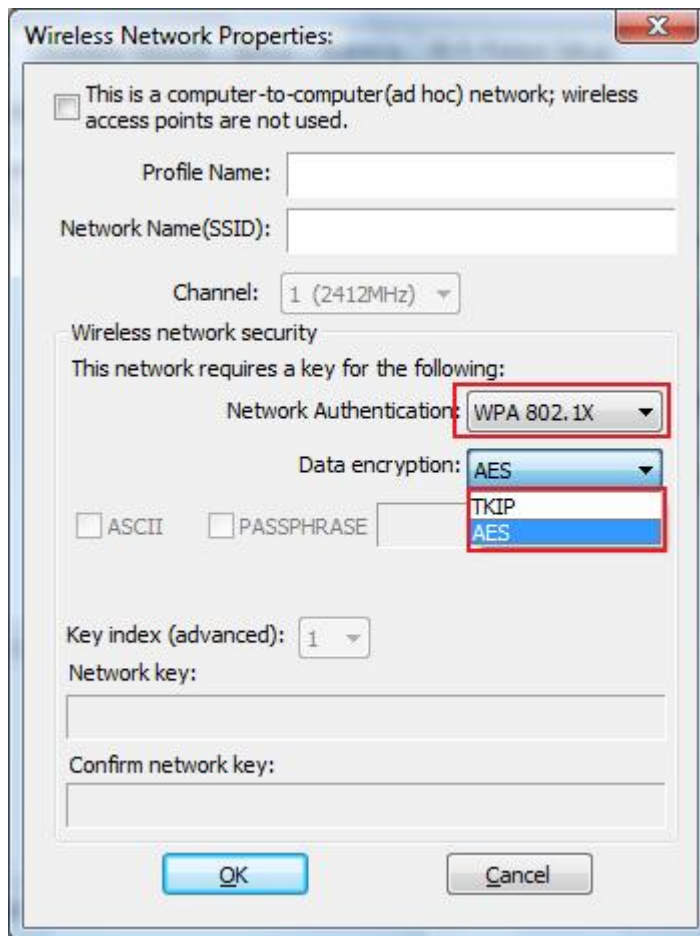 Wireless Network Properties:
This is a computer-to-computer(ad hoc) network; wireless
access points are not used.
Profile Name:
Network Name(SSID):
Channel: 1 (2412MHz)
Wireless network security
This network requires a key for the following:
Network Authentication: WPA 802.1X
Data encryption: AES
TKIP
ASCII PASSPHRASE AES
Key index (advanced): 1
Network key:
Confirm network key:
OK Cancel